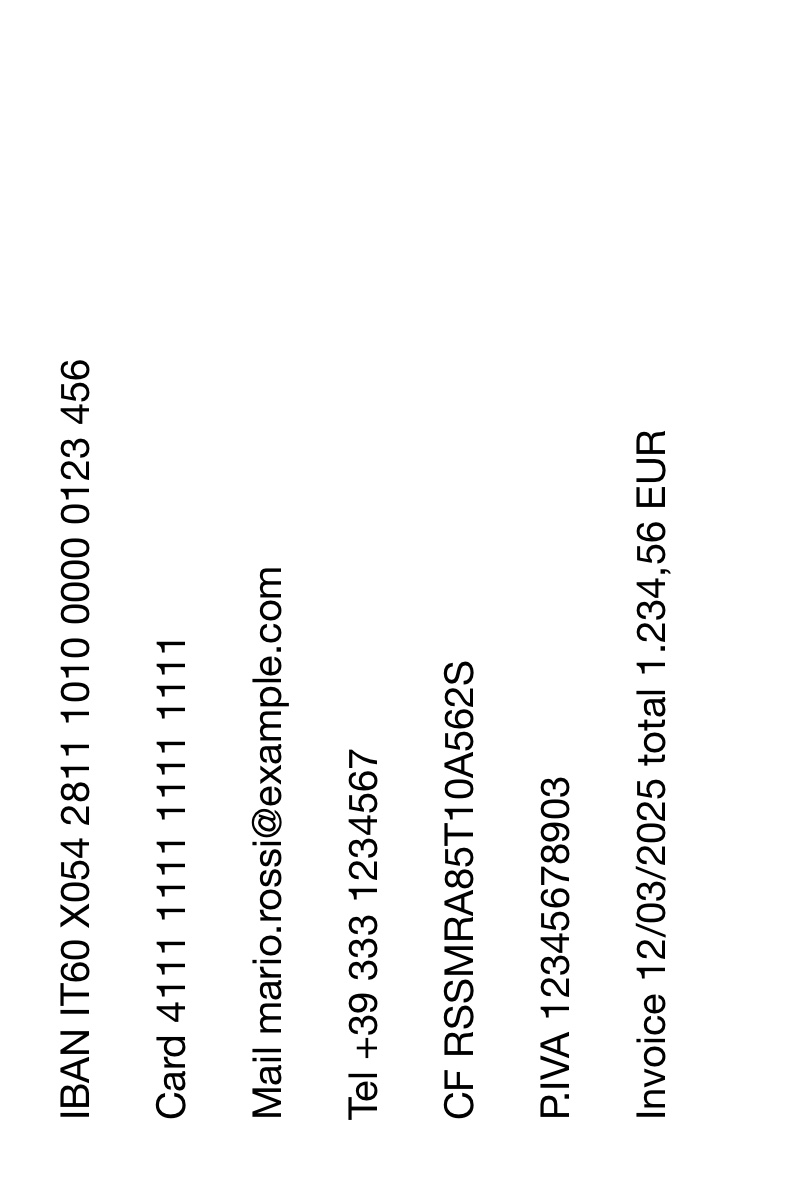 IBAN IT60 X054 2811 1010 0000 0123 456
Card 4111 1111 1111 1111
Mail mario.rossi@example.com
Tel +39 333 1234567
CF RSSMRA85T10A562S
P.IVA 12345678903
Invoice 12/03/2025 total 1.234,56 EUR